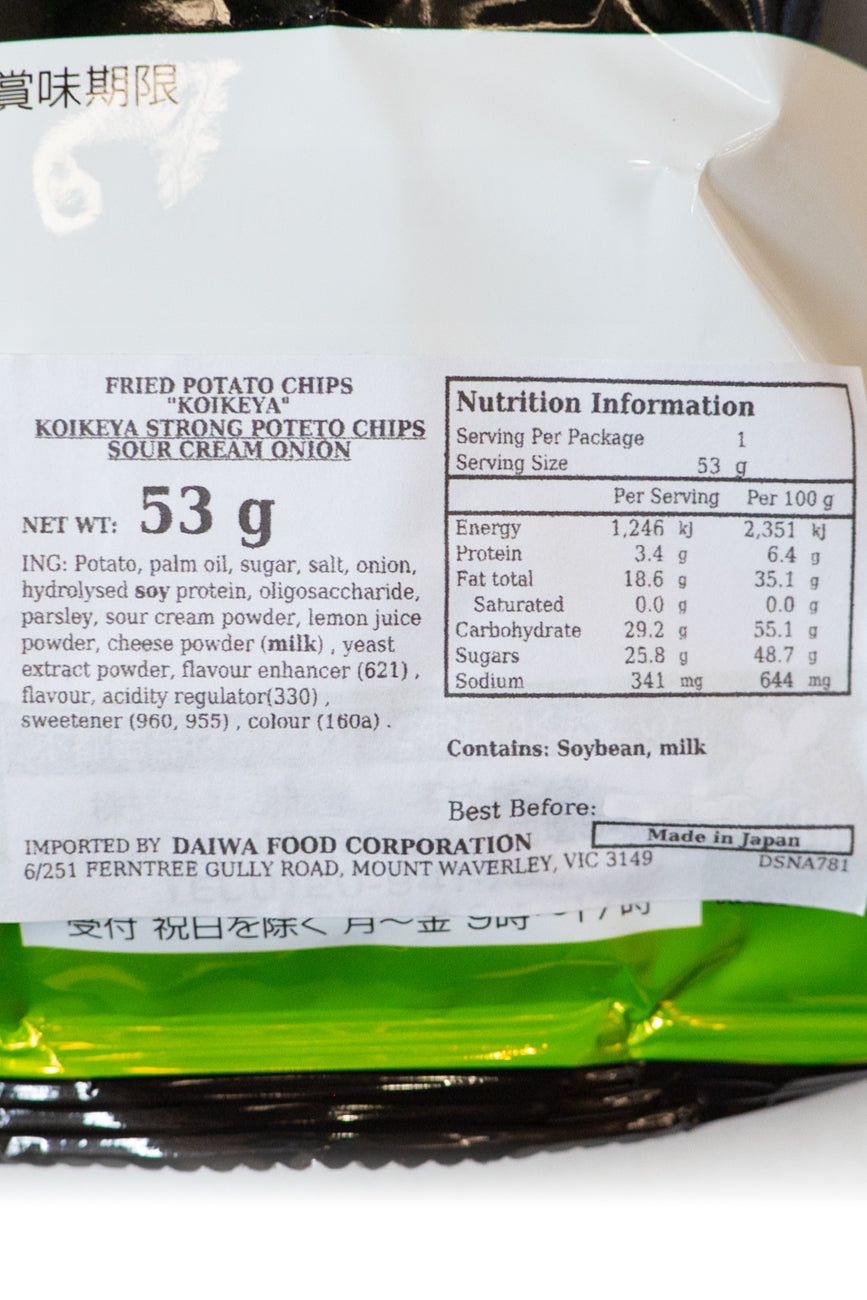 賞味期限
FRIED POTATO CHIPS
"KOIKEYA"
KOIKEYA STRONG POTETO CHIPS
SOUR CREAM ONION
NET WT: 53 g
ING: Potato, palm oil, sugar, salt, onion,
hydrolysed soy protein, oligosaccharide,
parsley, sour cream powder, lemon juice
powder, cheese powder (milk) , yeast
extract powder, flavour enhancer (621) ,
flavour, acidity regulator(330) ,
sweetener (960, 955) , colour (160a) .
Nutrition Information
Serving Per Package 1
Serving Size 53 g
Per Serving Per 100 g
Energy 1,246 kJ 2,351 kJ
Protein 3.4 g 6.4 g
Fat total 18.6 g 35.1 g
Saturated 0.0 g 0.0 g
Carbohydrate 29.2 g 55.1 g
Sugars 25.8 g 48.7 g
Sodium 341 mg 644 mg
Contains: Soybean, milk
Best Before:
Made in Japan
IMPORTED BY DAIWA FOOD CORPORATION
6/251 FERNTREE GULLY ROAD, MOUNT WAVERLEY, VIC 3149
DSNA781
受付 祝日を除く 月〜金 9時〜17時